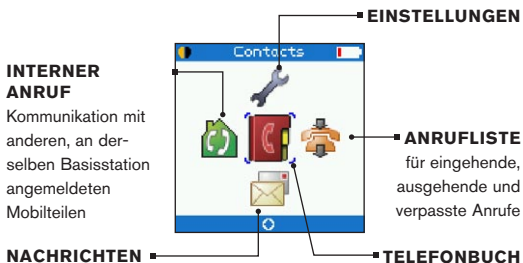 EINSTELLUNGEN
Contacts
INTERNER
ANRUF
Kommunikation mit
anderen, an der-
selben Basisstation
angemeldeten
Mobilteilen
ANRUFLISTE
für eingehende,
ausgehende und
verpasste Anrufe
NACHRICHTEN
TELEFONBUCH